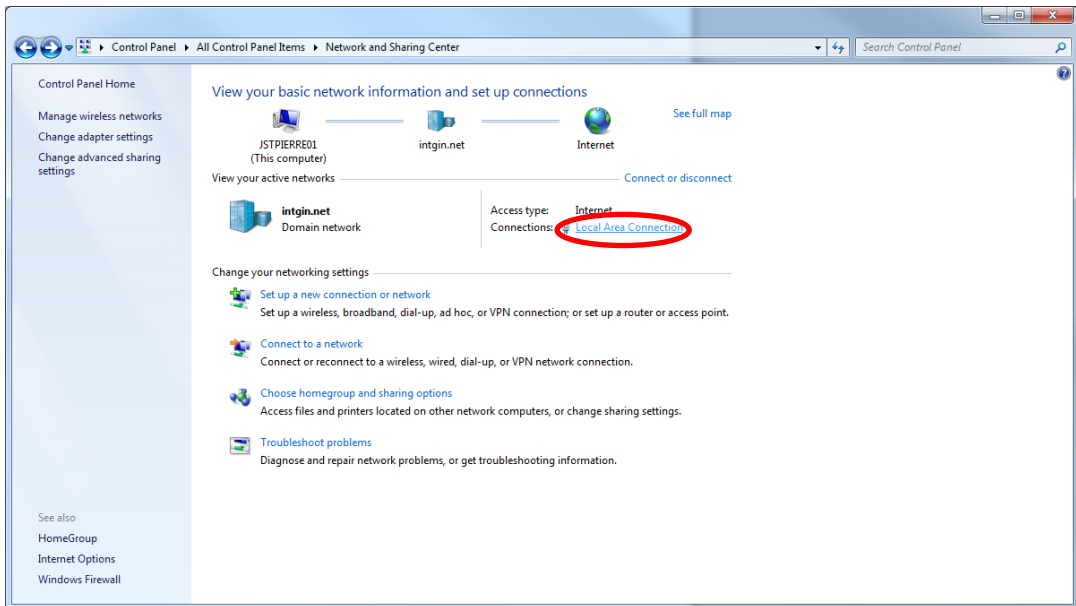 Control Panel ▸ All Control Panel Items ▸ Network and Sharing Center
Search Control Panel
Control Panel Home
Manage wireless networks
Change adapter settings
Change advanced sharing
settings
View your basic network information and set up connections
See full map
JSTPIERRE01
(This computer)
intgin.net
Internet
View your active networks
Connect or disconnect
intgin.net
Domain network
Access type: Internet
Connections: Local Area Connection
Change your networking settings
Set up a new connection or network
Set up a wireless, broadband, dial-up, ad hoc, or VPN connection; or set up a router or access point.
Connect to a network
Connect or reconnect to a wireless, wired, dial-up, or VPN network connection.
Choose homegroup and sharing options
Access files and printers located on other network computers, or change sharing settings.
Troubleshoot problems
Diagnose and repair network problems, or get troubleshooting information.
See also
HomeGroup
Internet Options
Windows Firewall